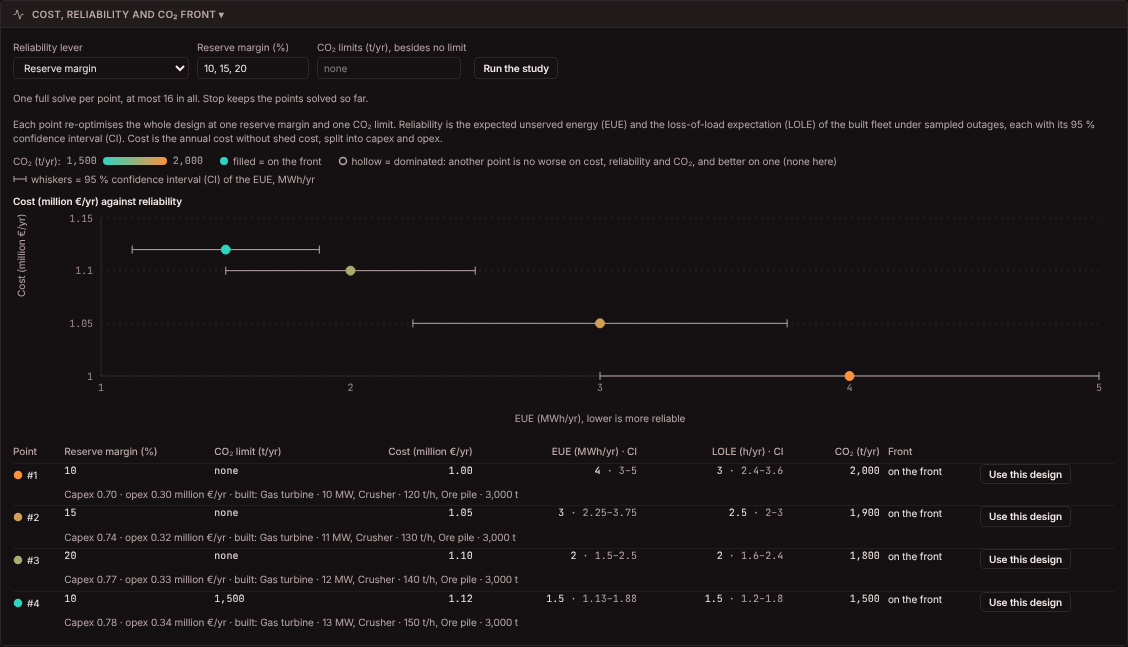 COST, RELIABILITY AND CO₂ FRONT ▾
Reliability lever
Reserve margin (%)
CO₂ limits (t/yr), besides no limit
Reserve margin
10, 15, 20
none
Run the study
One full solve per point, at most 16 in all. Stop keeps the points solved so far.
Each point re-optimises the whole design at one reserve margin and one CO₂ limit. Reliability is the expected unserved energy (EUE) and the loss-of-load expectation (LOLE) of the built fleet under sampled outages, each with its 95 %
confidence interval (CI). Cost is the annual cost without shed cost, split into capex and opex.
CO₂ (t/yr): 1,500 2,000 filled = on the front hollow = dominated: another point is no worse on cost, reliability and CO₂, and better on one (none here)
whiskers = 95 % confidence interval (CI) of the EUE, MWh/yr
Cost (million €/yr) against reliability
Cost (million €/yr)
1.15
1.1
1.05
1
1 2 3 4 5
EUE (MWh/yr), lower is more reliable
Point Reserve margin (%) CO₂ limit (t/yr) Cost (million €/yr) EUE (MWh/yr) · CI LOLE (h/yr) · CI CO₂ (t/yr) Front
#1 10 none 1.00 4 · 3–5 3 · 2.4–3.6 2,000 on the front Use this design
Capex 0.70 · opex 0.30 million €/yr · built: Gas turbine · 10 MW, Crusher · 120 t/h, Ore pile · 3,000 t
#2 15 none 1.05 3 · 2.25–3.75 2.5 · 2–3 1,900 on the front Use this design
Capex 0.74 · opex 0.32 million €/yr · built: Gas turbine · 11 MW, Crusher · 130 t/h, Ore pile · 3,000 t
#3 20 none 1.10 2 · 1.5–2.5 2 · 1.6–2.4 1,800 on the front Use this design
Capex 0.77 · opex 0.33 million €/yr · built: Gas turbine · 12 MW, Crusher · 140 t/h, Ore pile · 3,000 t
#4 10 1,500 1.12 1.5 · 1.13–1.88 1.5 · 1.2–1.8 1,500 on the front Use this design
Capex 0.78 · opex 0.34 million €/yr · built: Gas turbine · 13 MW, Crusher · 150 t/h, Ore pile · 3,000 t